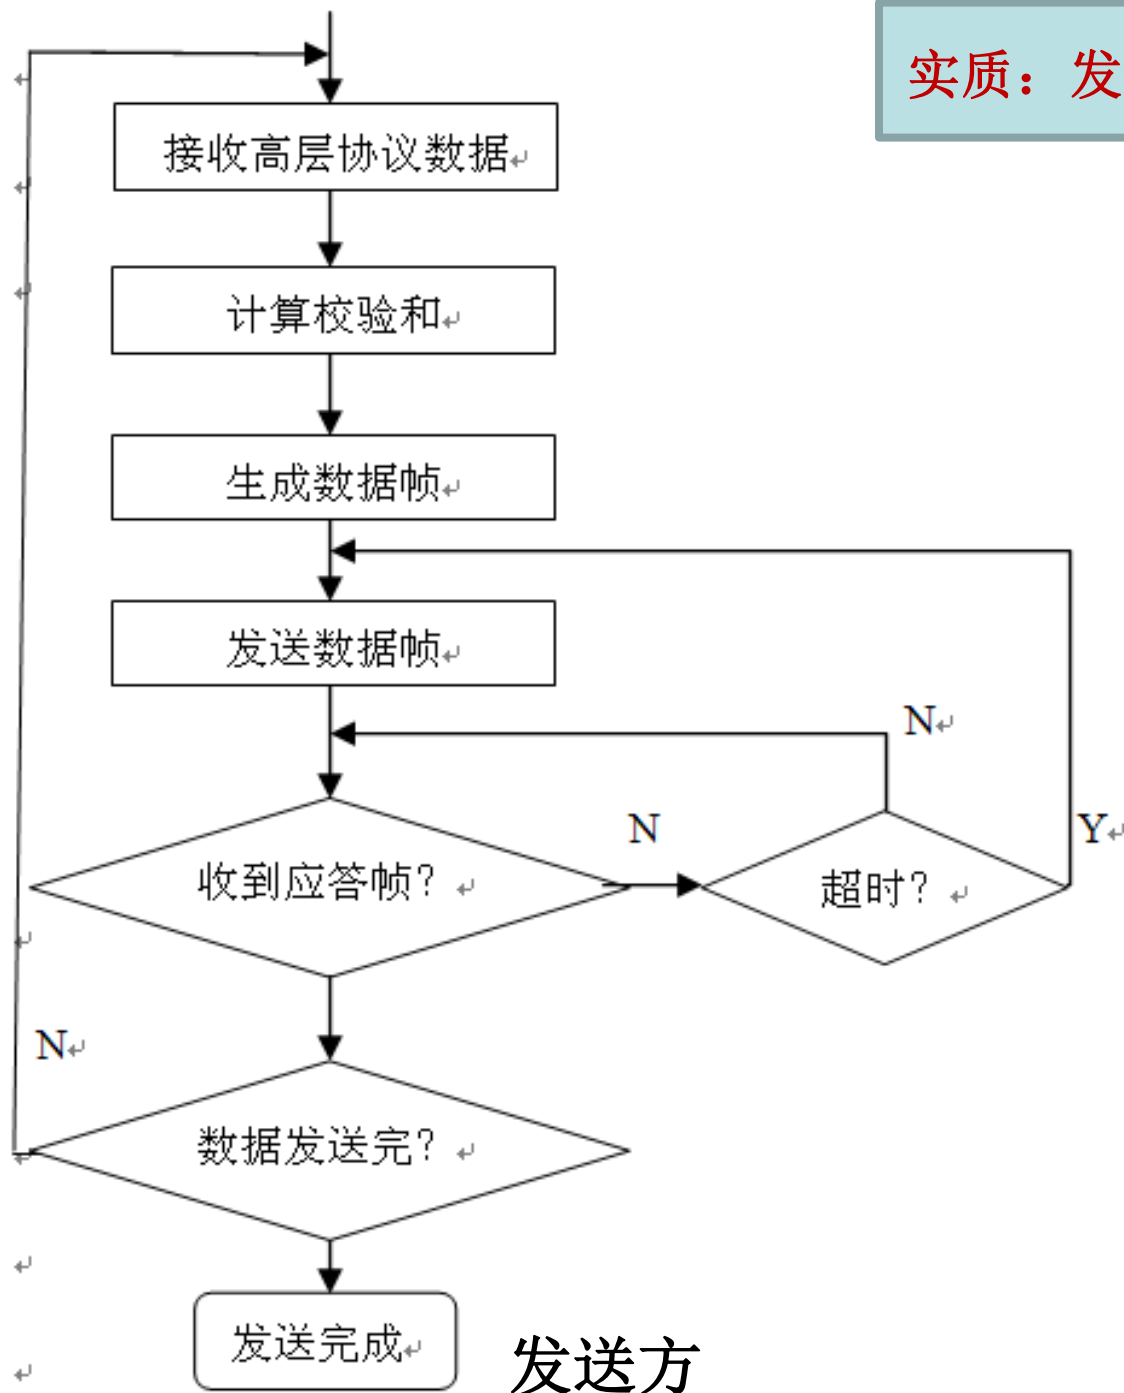 实质：发
接收高层协议数据
计算校验和
生成数据帧
发送数据帧
N
收到应答帧？
N
超时？
Y
N
数据发送完？
发送完成
发送方